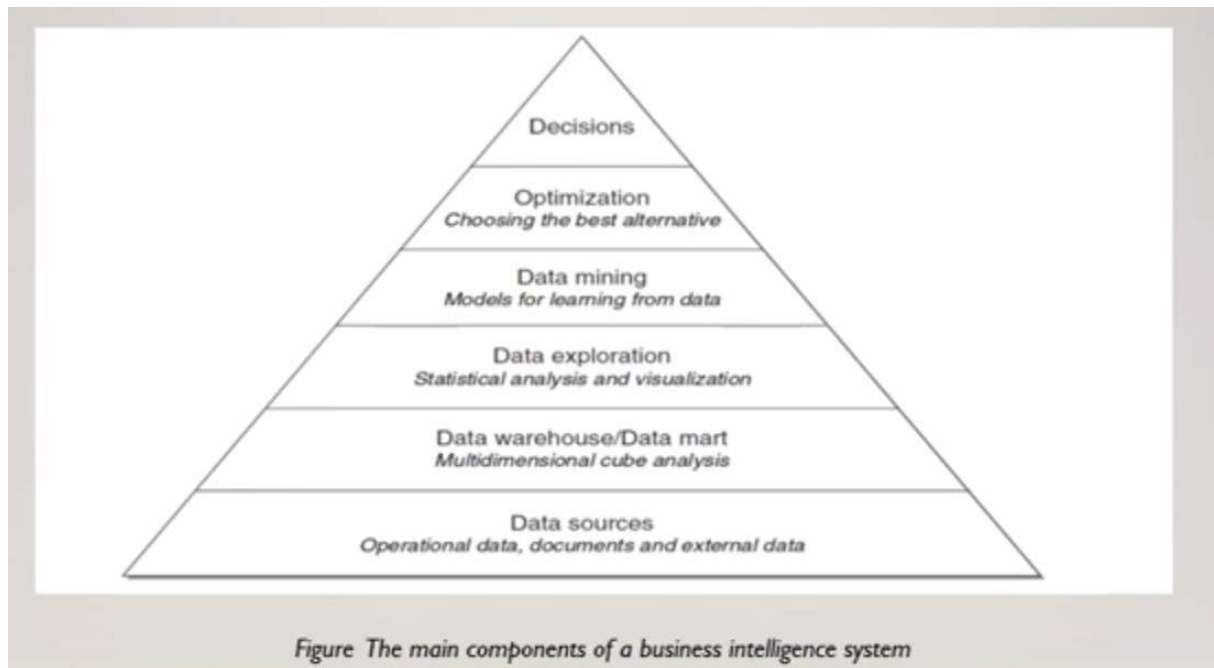 Decisions
Optimization
Choosing the best alternative
Data mining
Models for learning from data
Data exploration
Statistical analysis and visualization
Data warehouse/Data mart
Multidimensional cube analysis
Data sources
Operational data, documents and external data
Figure The main components of a business intelligence system